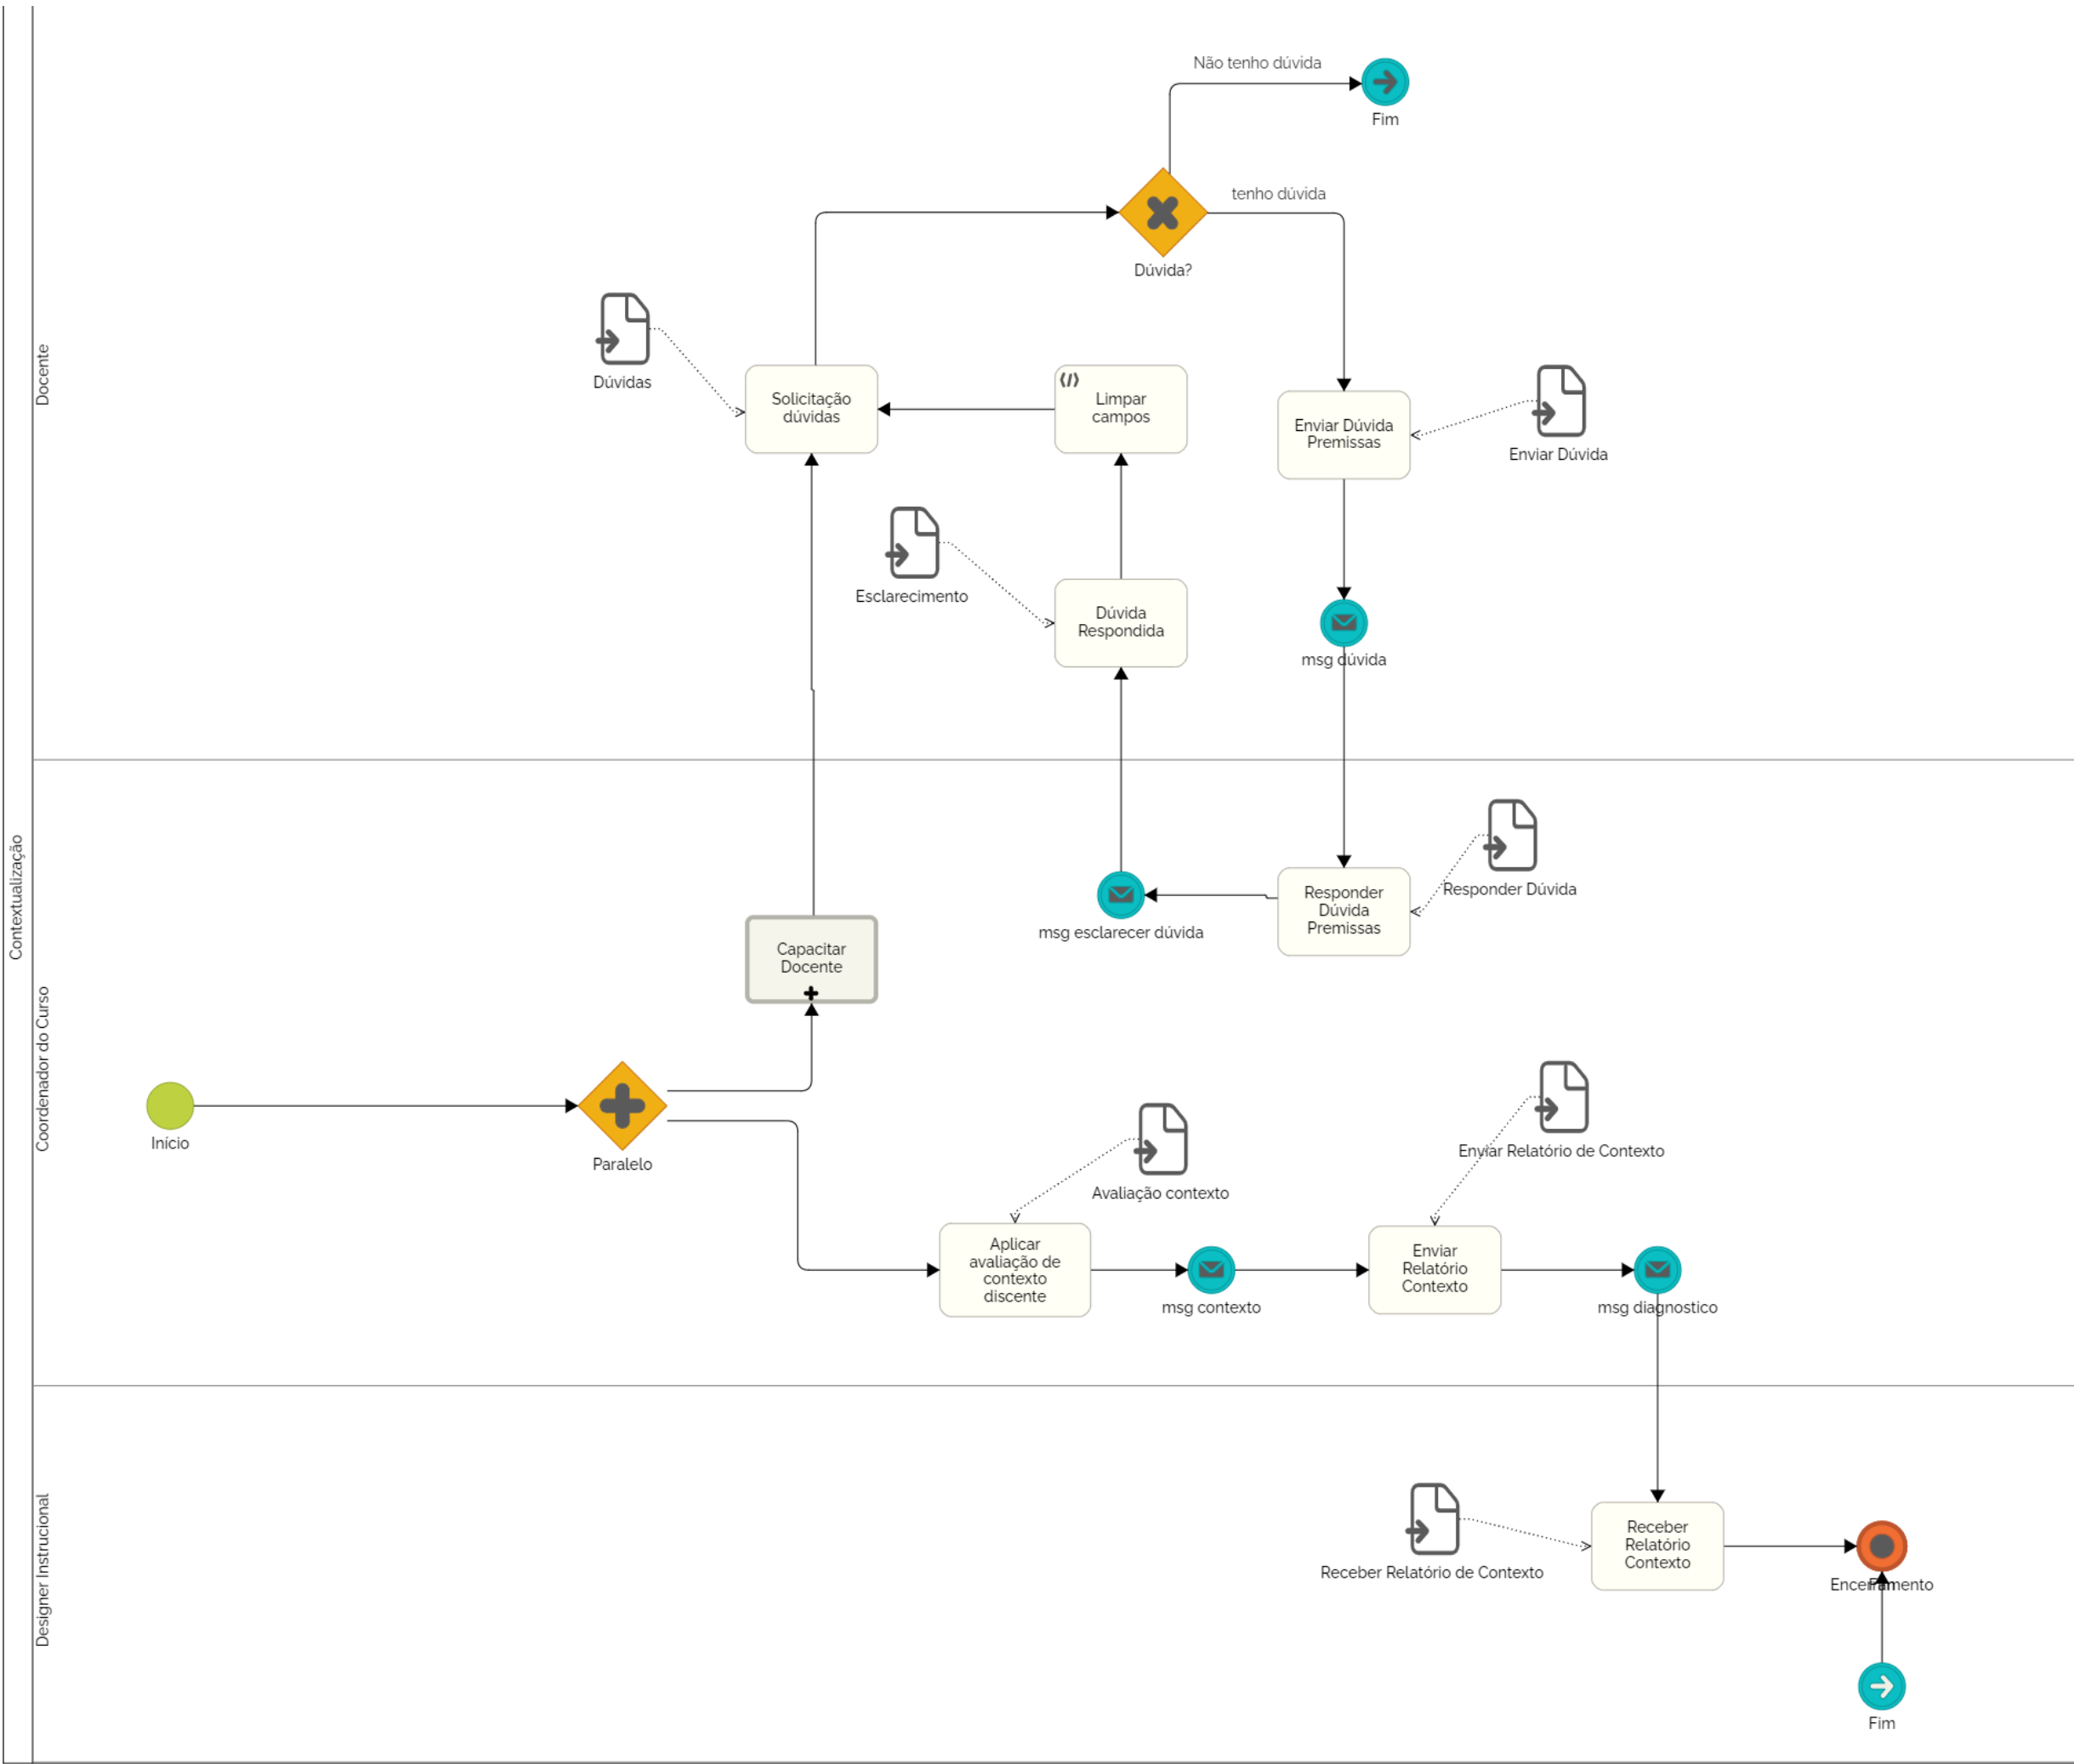 Contextualização
Docente
Não tenho dúvida
Fim
tenho dúvida
Dúvida?
Dúvidas
Solicitação
dúvidas
Limpar
campos
Enviar Dúvida
Premissas
Enviar Dúvida
Esclarecimento
Dúvida
Respondida
msg dúvida
Coordenador do Curso
Responder
Dúvida
Premissas
Responder Dúvida
msg esclarecer dúvida
Capacitar
Docente
Início
Paralelo
Avaliação contexto
Enviar Relatório de Contexto
Aplicar
avaliação de
contexto
discente
msg contexto
Enviar
Relatório
Contexto
msg diagnostico
Designer Instrucional
Receber Relatório de Contexto
Receber
Relatório
Contexto
Encerramento
Fim
Fim